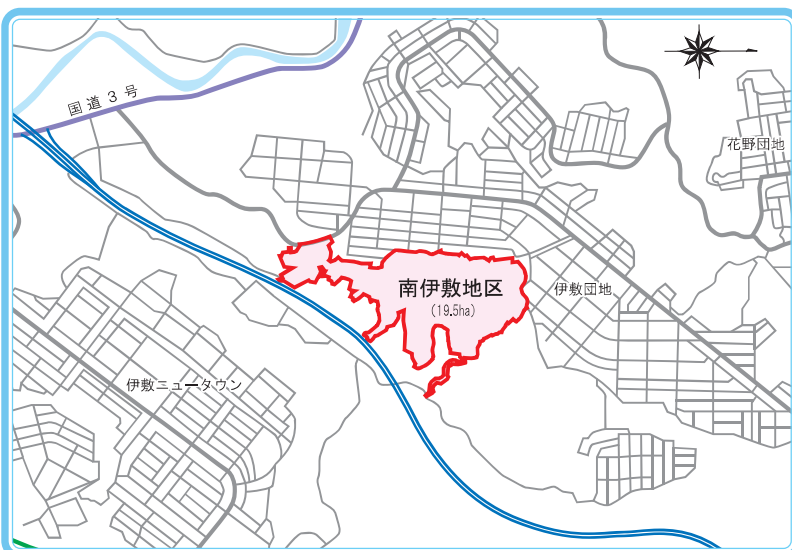 国道3号
花野団地
南伊敷地区
(19.5ha)
伊敷団地
伊敷ニュータウン